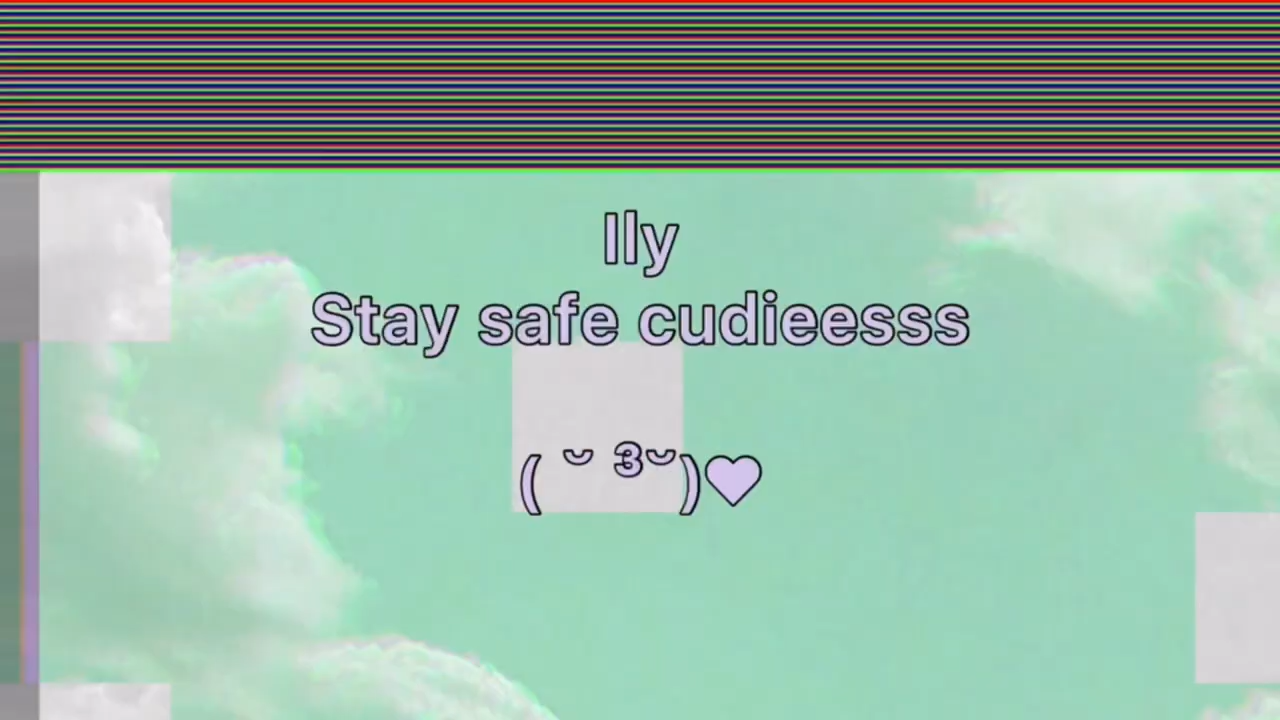 Ily
Stay safe cudieesss
( ˘ ³˘)♥